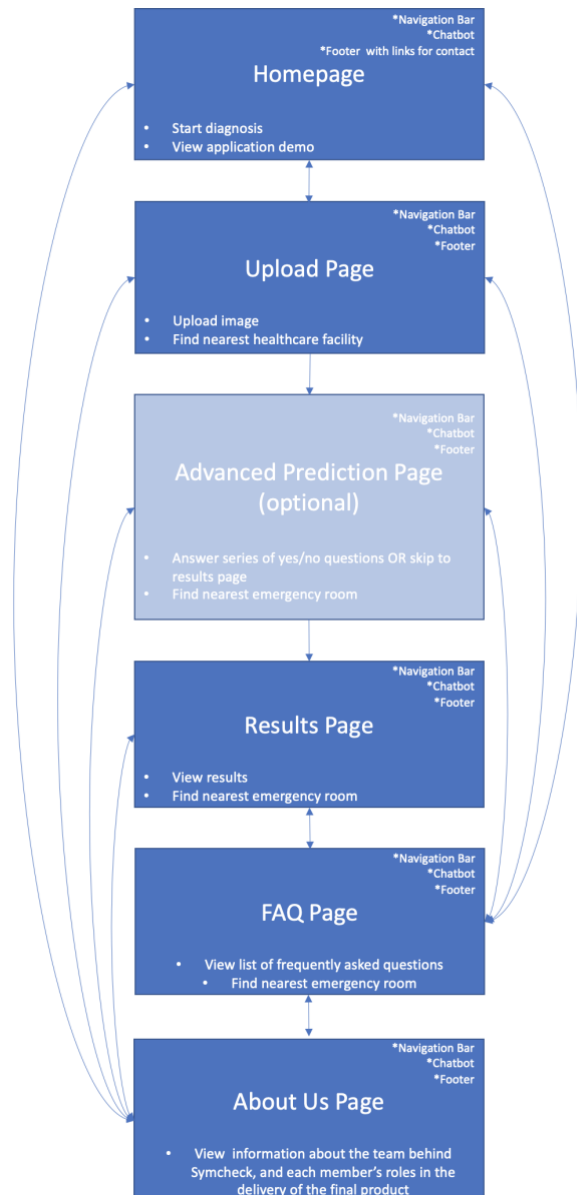 *Navigation Bar
*Chatbot
*Footer with links for contact
Homepage
• Start diagnosis
• View application demo
*Navigation Bar
*Chatbot
*Footer
Upload Page
• Upload image
• Find nearest healthcare facility
*Navigation Bar
*Chatbot
*Footer
Advanced Prediction Page
(optional)
• Answer series of yes/no questions OR skip to
results page
• Find nearest emergency room
*Navigation Bar
*Chatbot
*Footer
Results Page
• View results
• Find nearest emergency room
*Navigation Bar
*Chatbot
*Footer
FAQ Page
• View list of frequently asked questions
• Find nearest emergency room
*Navigation Bar
*Chatbot
*Footer
About Us Page
• View information about the team behind
Symcheck, and each member's roles in the
delivery of the final product